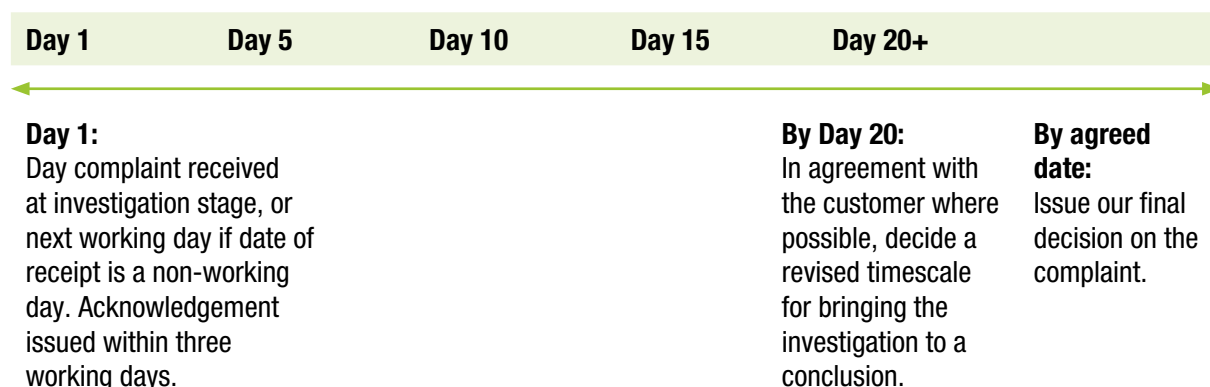 Day 1 Day 5 Day 10 Day 15 Day 20+
Day 1:
Day complaint received
at investigation stage, or
next working day if date of
receipt is a non-working
day. Acknowledgement
issued within three
working days.
By Day 20:
In agreement with
the customer where
possible, decide a
revised timescale
for bringing the
investigation to a
conclusion.
By agreed
date:
Issue our final
decision on the
complaint.